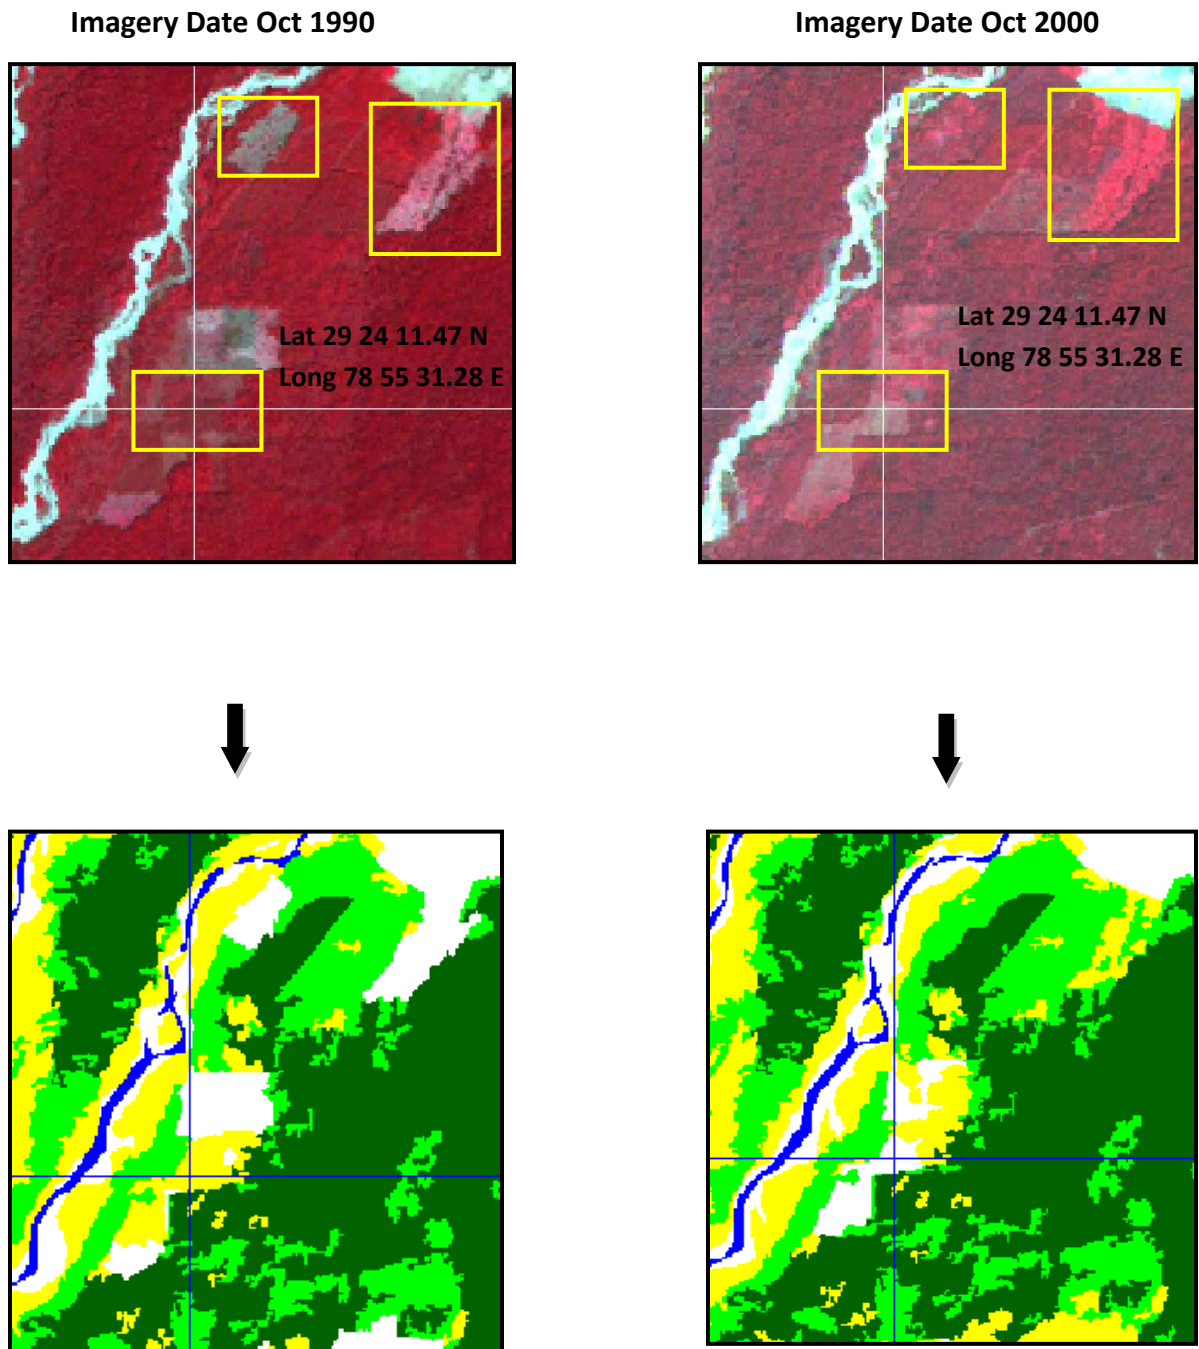 Imagery Date Oct 1990
Imagery Date Oct 2000
Lat 29 24 11.47 N
Long 78 55 31.28 E
Lat 29 24 11.47 N
Long 78 55 31.28 E